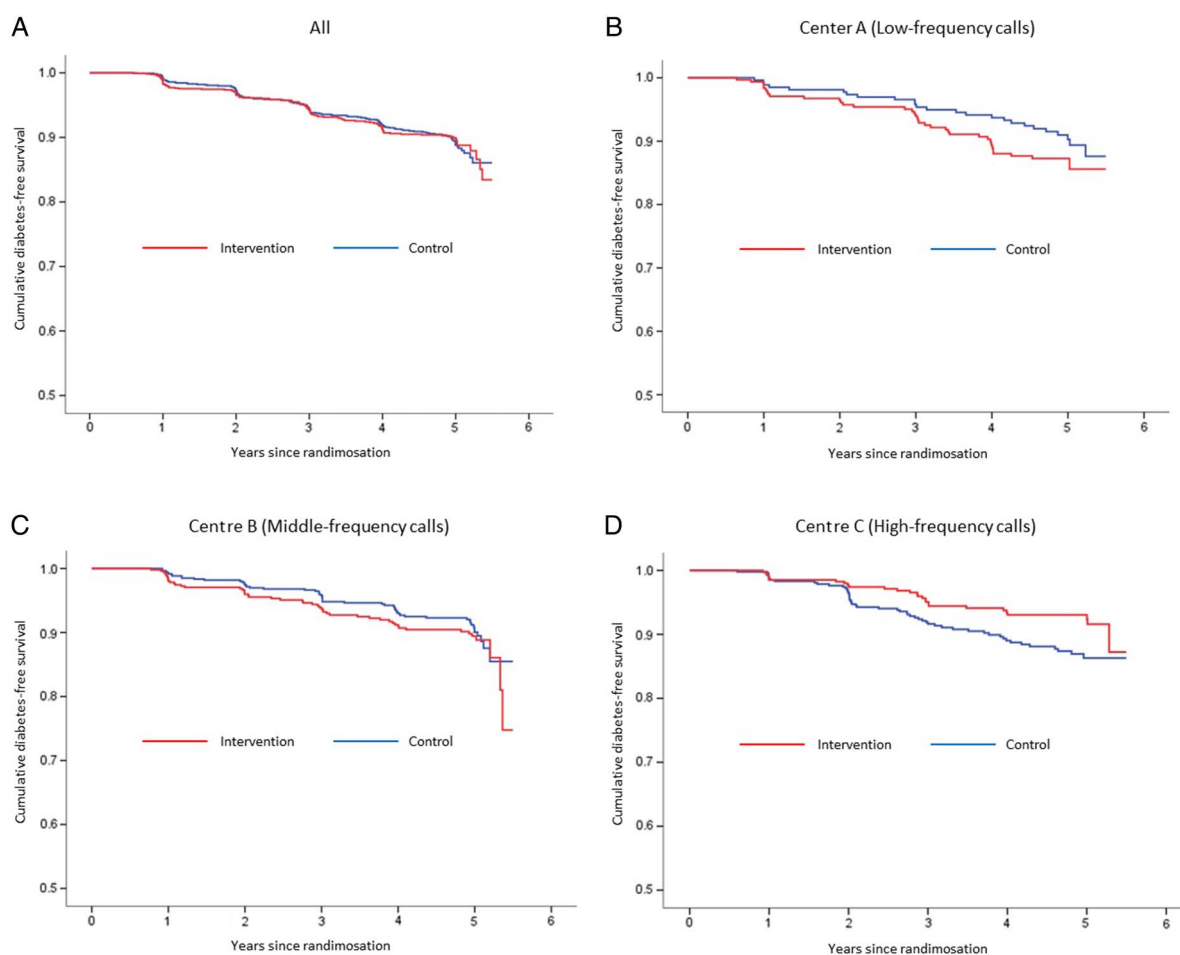 A
All
Cumulative diabetes-free survival
1.0
0.9
0.8
0.7
0.6
0.5
Intervention
Control
0 1 2 3 4 5 6
Years since randimosation
B
Center A (Low-frequency calls)
Cumulative diabetes-free survival
1.0
0.9
0.8
0.7
0.6
0.5
Intervention
Control
0 1 2 3 4 5 6
Years since randimosation
C
Centre B (Middle-frequency calls)
Cumulative diabetes-free survival
1.0
0.9
0.8
0.7
0.6
0.5
Intervention
Control
0 1 2 3 4 5 6
Years since randimosation
D
Centre C (High-frequency calls)
Cumulative diabetes-free survival
1.0
0.9
0.8
0.7
0.6
0.5
Intervention
Control
0 1 2 3 4 5 6
Years since randimosation